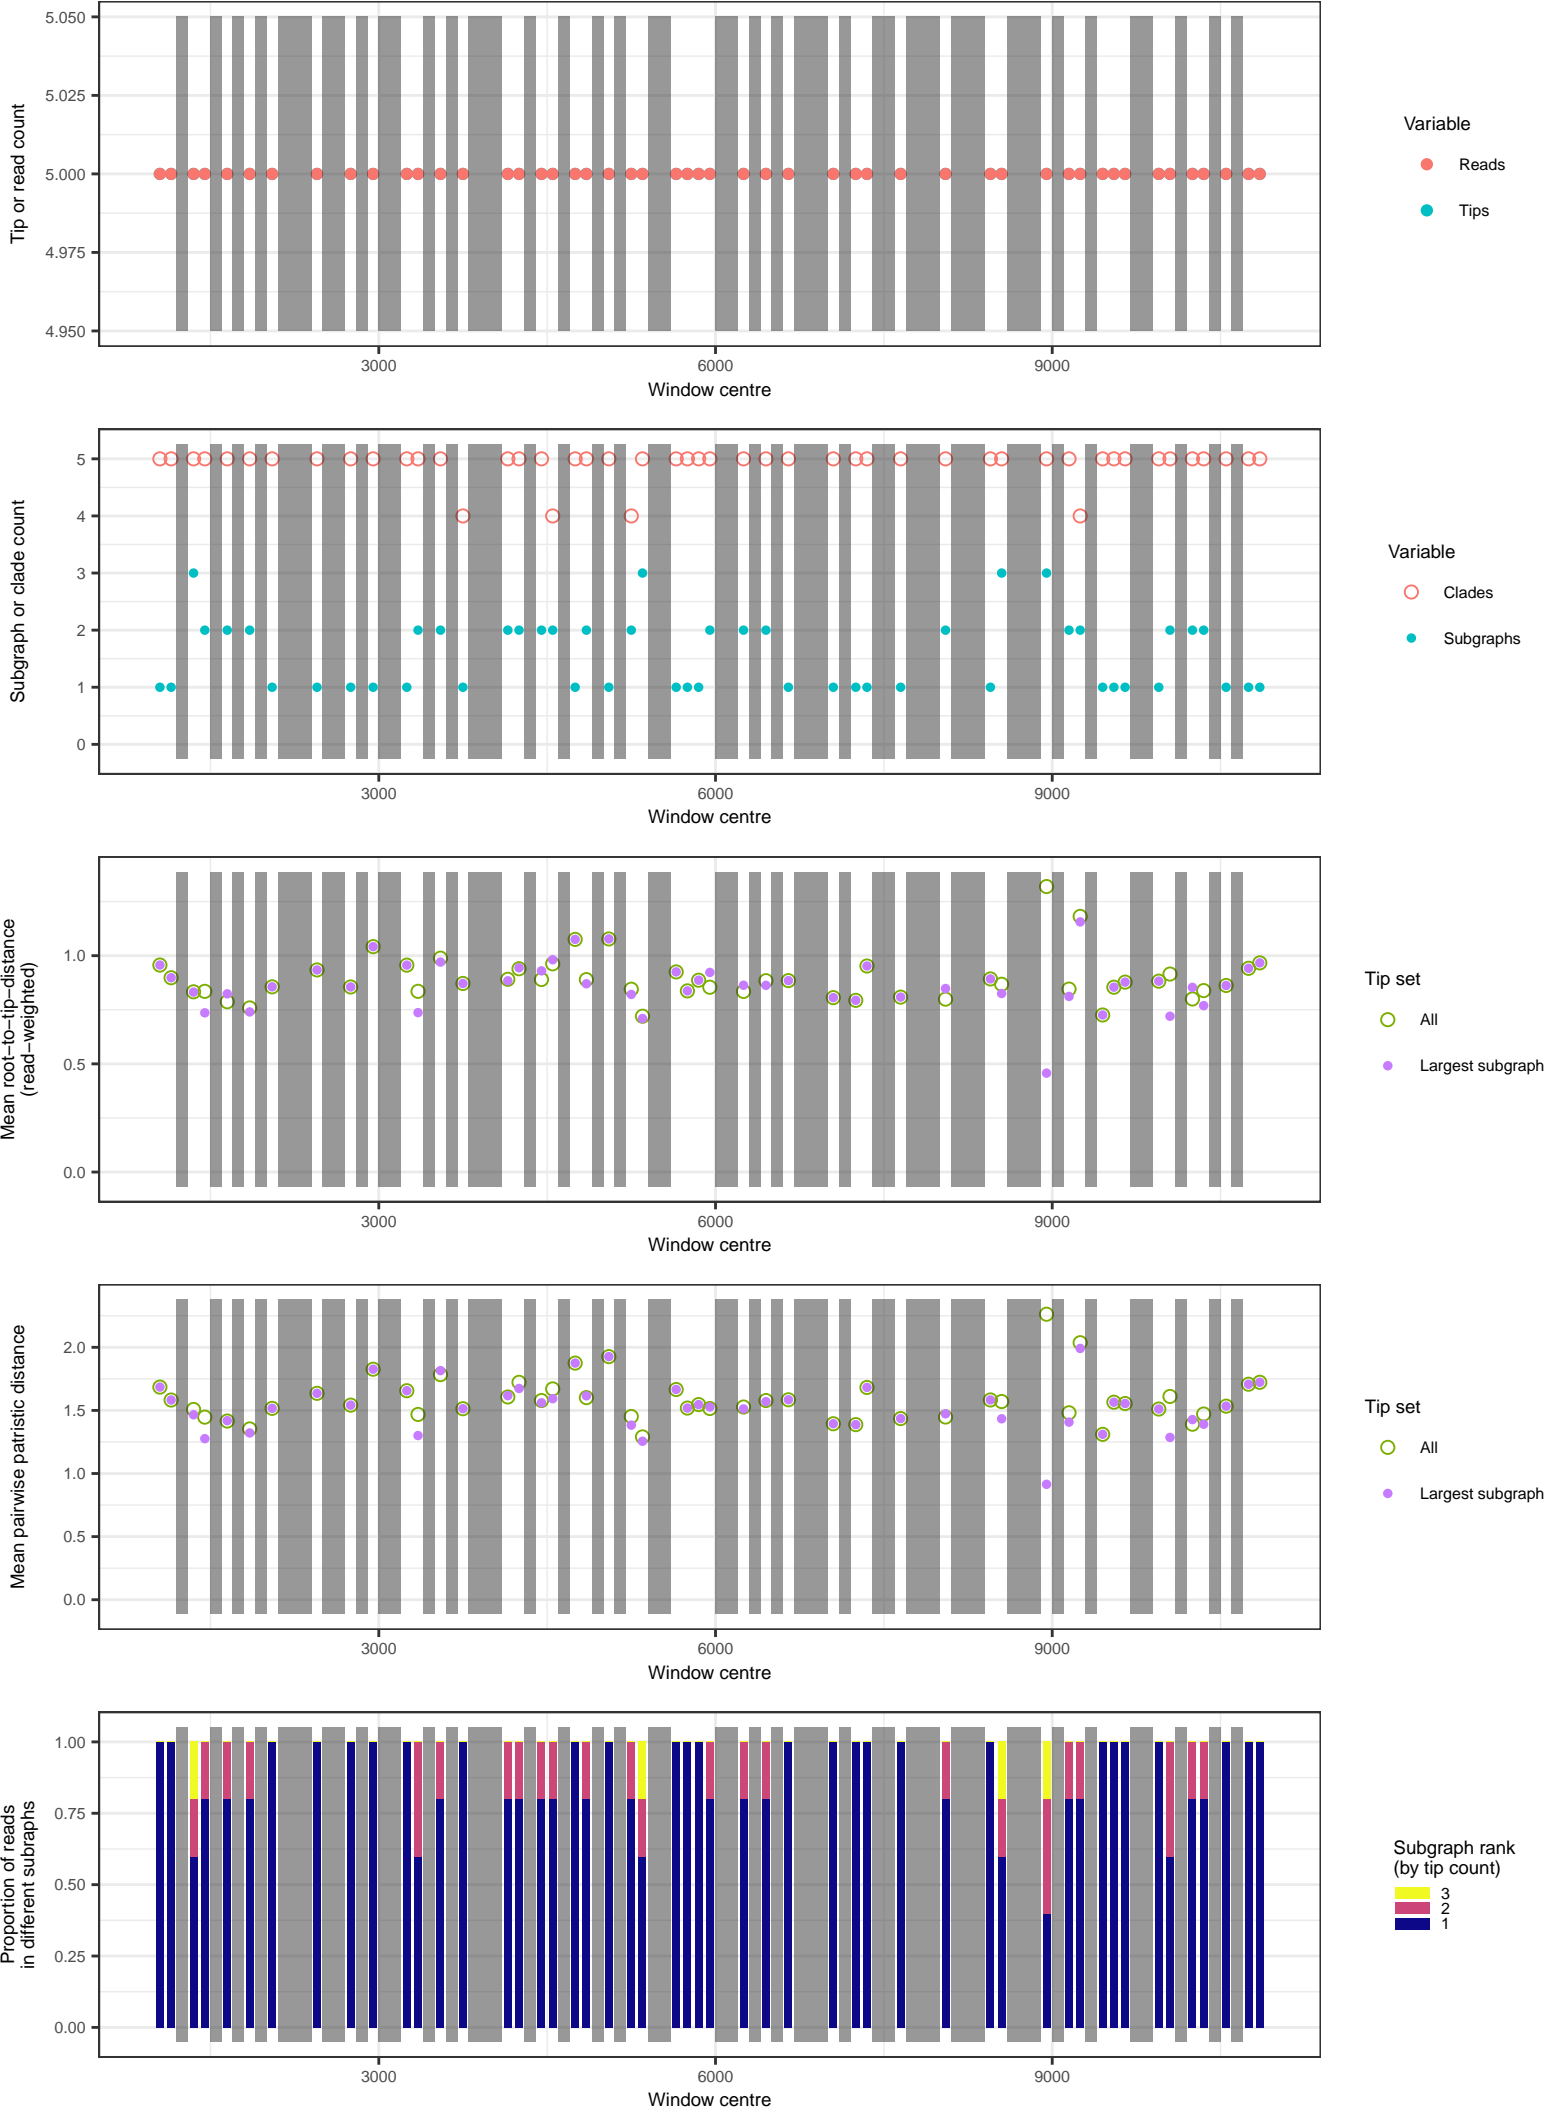 5.050
5.025
5.000
4.975
4.950
Tip or read count
3000
6000
9000
Window centre
Variable
Reads
Tips
5
4
3
2
1
0
Subgraph or clade count
3000
6000
9000
Window centre
Variable
Clades
Subgraphs
1.0
0.5
0.0
Mean root−to−tip−distance
(read−weighted)
3000
6000
9000
Window centre
Tip set
All
Largest subgraph
2.0
1.5
1.0
0.5
0.0
Mean pairwise patristic distance
3000
6000
9000
Window centre
Tip set
All
Largest subgraph
1.00
0.75
0.50
0.25
0.00
Proportion of reads
in different subraphs
3000
6000
9000
Window centre
Subgraph rank
(by tip count)
3
2
1